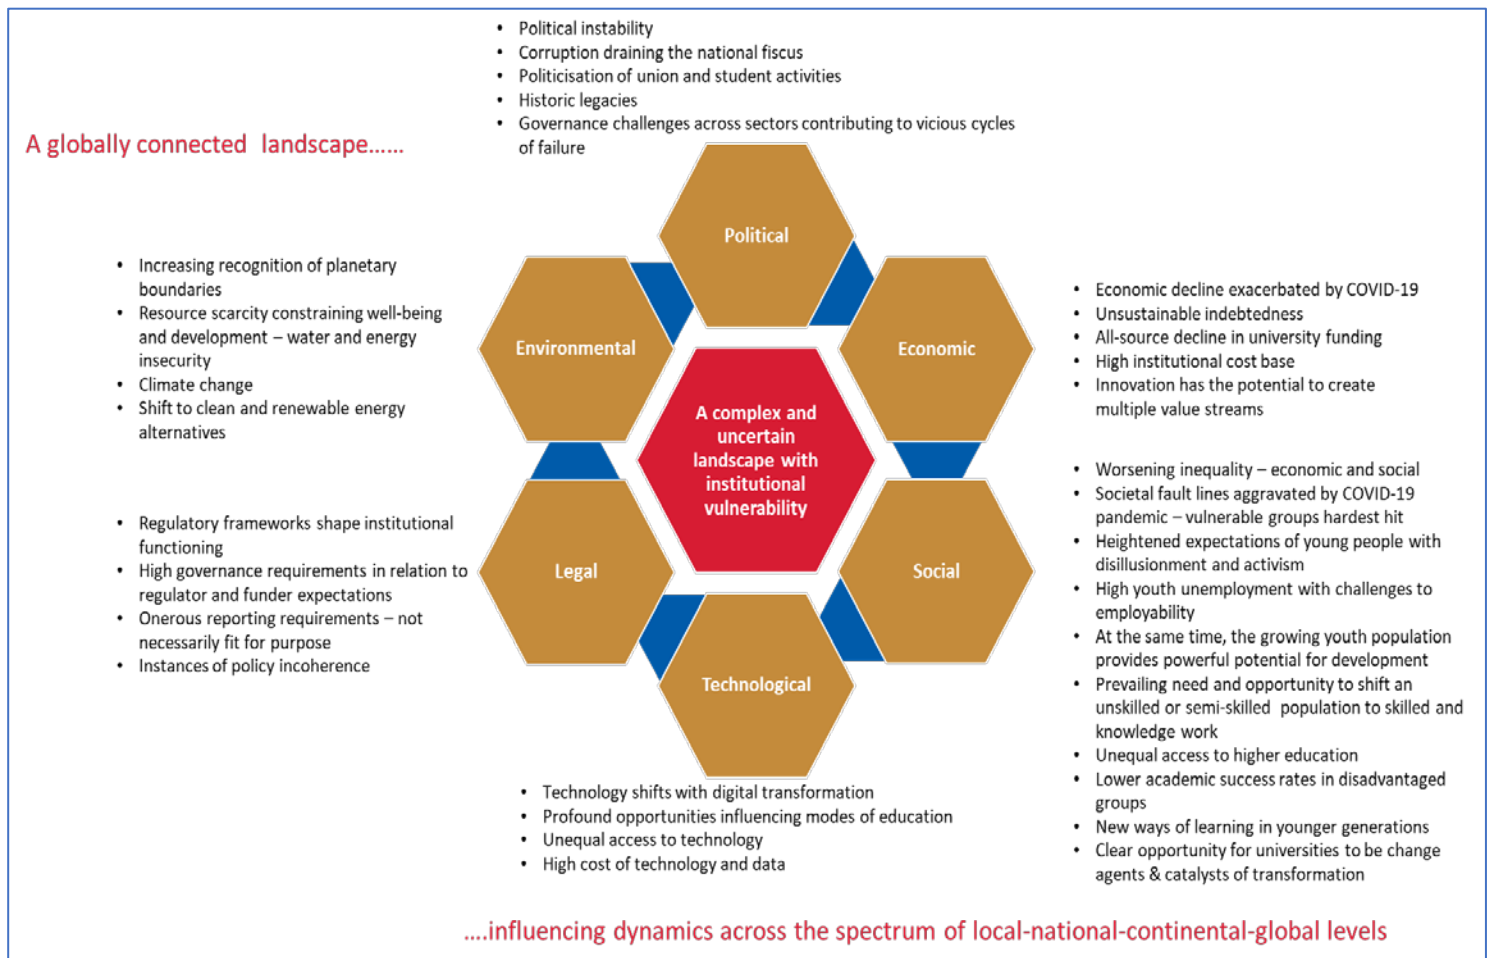 • Political instability
• Corruption draining the national fiscus
• Politicisation of union and student activities
• Historic legacies
• Governance challenges across sectors contributing to vicious cycles
of failure
A globally connected landscape......
Political
• Increasing recognition of planetary
boundaries
• Resource scarcity constraining well-being
and development – water and energy
insecurity
• Climate change
• Shift to clean and renewable energy
alternatives
Environmental
Economic
• Economic decline exacerbated by COVID-19
• Unsustainable indebtedness
• All-source decline in university funding
• High institutional cost base
• Innovation has the potential to create
multiple value streams
A complex and
uncertain
landscape with
institutional
vulnerability
• Regulatory frameworks shape institutional
functioning
• High governance requirements in relation to
regulator and funder expectations
• Onerous reporting requirements – not
necessarily fit for purpose
• Instances of policy incoherence
Legal
Social
• Worsening inequality – economic and social
• Societal fault lines aggravated by COVID-19
pandemic – vulnerable groups hardest hit
• Heightened expectations of young people with
disillusionment and activism
• High youth unemployment with challenges to
employability
• At the same time, the growing youth population
provides powerful potential for development
• Prevailing need and opportunity to shift an
unskilled or semi-skilled population to skilled and
knowledge work
• Unequal access to higher education
• Lower academic success rates in disadvantaged
groups
• New ways of learning in younger generations
• Clear opportunity for universities to be change
agents & catalysts of transformation
Technological
• Technology shifts with digital transformation
• Profound opportunities influencing modes of education
• Unequal access to technology
• High cost of technology and data
....influencing dynamics across the spectrum of local-national-continental-global levels